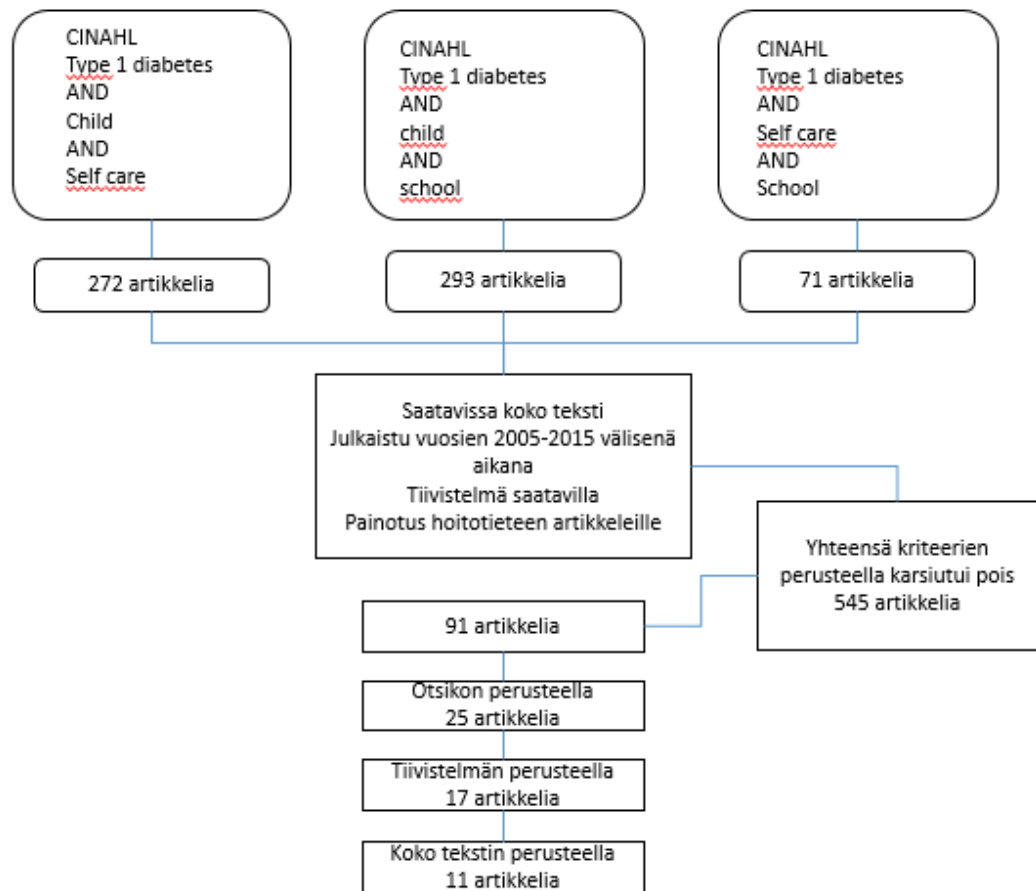 CINAHL
Type 1 diabetes
AND
Child
AND
Self care
CINAHL
Type 1 diabetes
AND
child
AND
school
CINAHL
Type 1 diabetes
AND
Self care
AND
School
272 artikkelia
293 artikkelia
71 artikkelia
Saatavissa koko teksti
Julkaistu vuosien 2005-2015 välisenä
aikana
Tiivistelmä saatavilla
Painotus hoitotieteen artikkeleille
Yhteensä kriteerien
perusteella karsiutui pois
545 artikkelia
91 artikkelia
Otsikon perusteella
25 artikkelia
Tiivistelmän perusteella
17 artikkelia
Koko tekstin perusteella
11 artikkelia